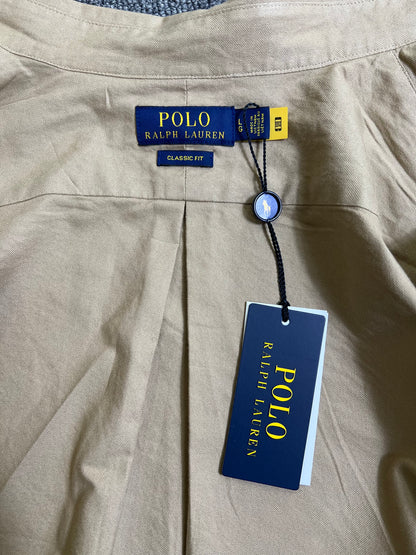 POLO
RALPH LAUREN
CLASSIC FIT
POLO
RALPH LAUREN